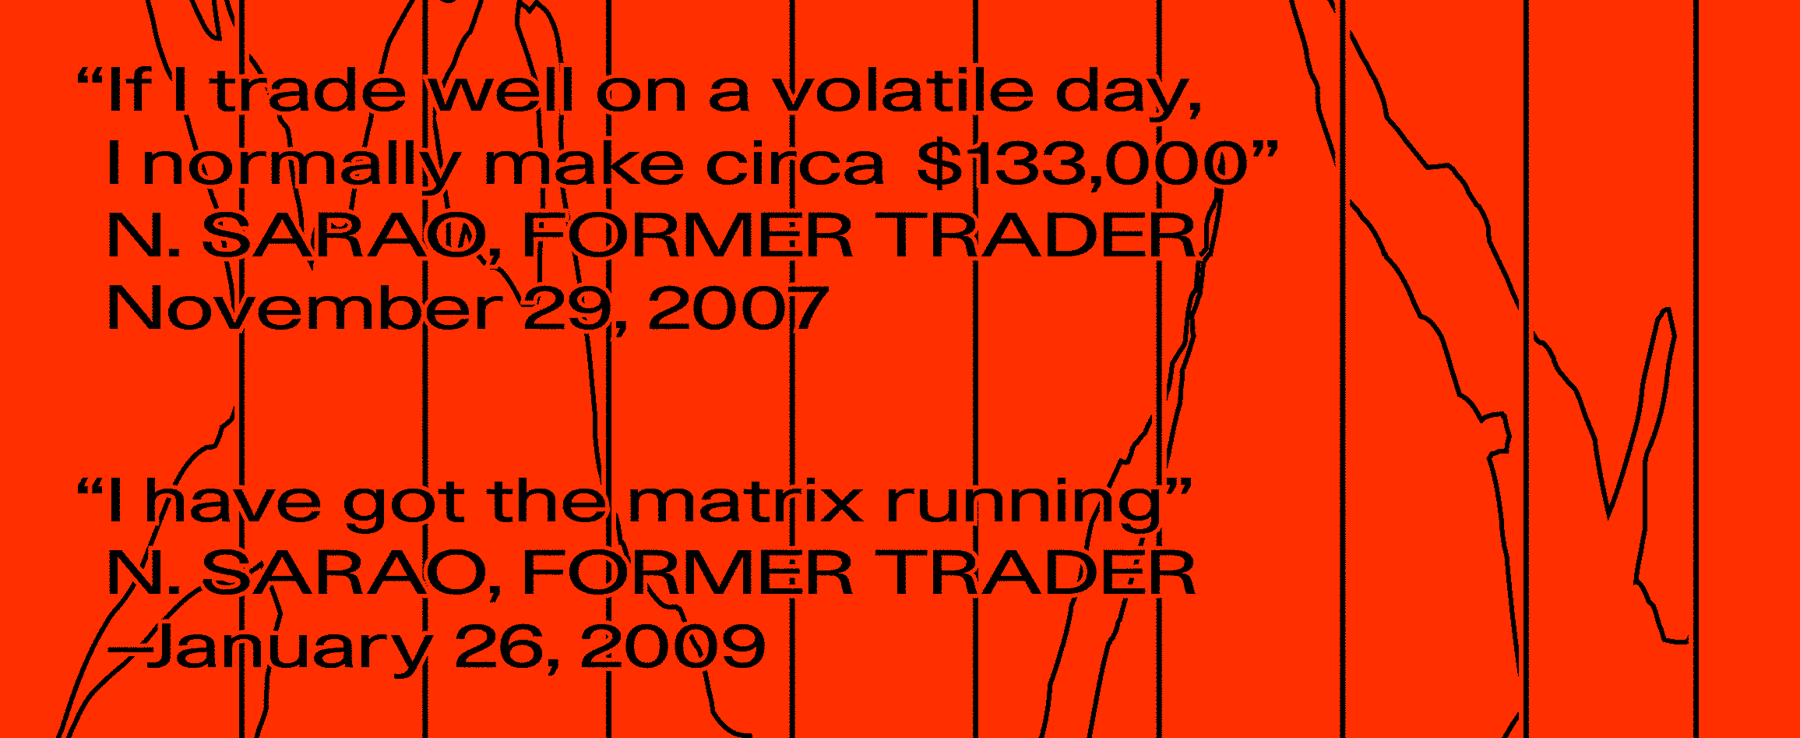 “If I trade well on a volatile day,
I normally make circa $133,000”
N. SARAO, FORMER TRADER,
November 29, 2007
“I have got the matrix running”
N. SARAO, FORMER TRADER
—January 26, 2009